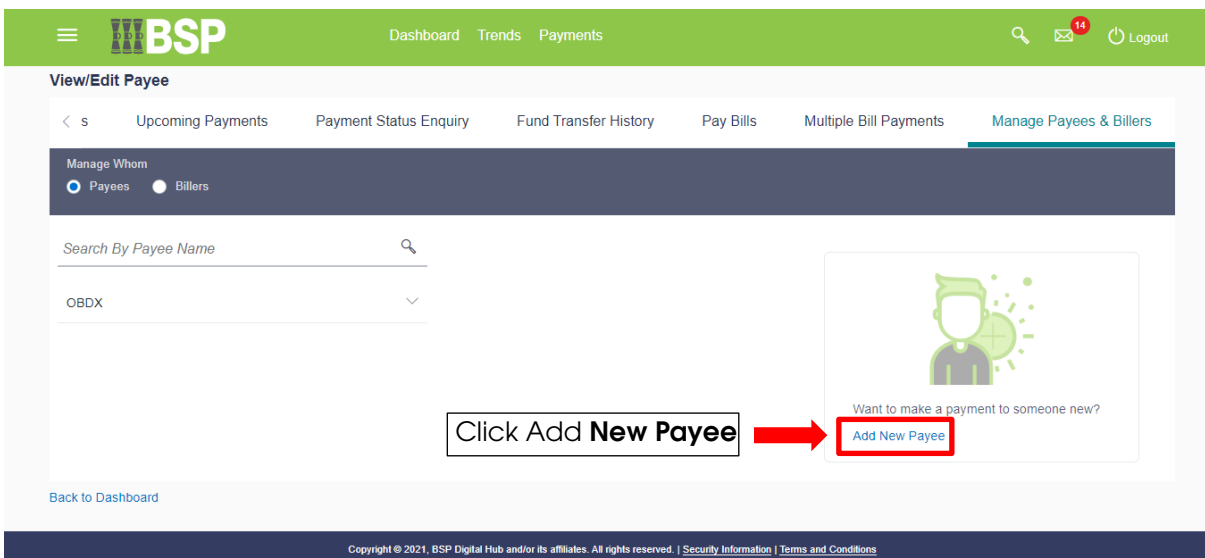 BSP
Dashboard Trends Payments
14
Logout
View/Edit Payee
s Upcoming Payments Payment Status Enquiry Fund Transfer History Pay Bills Multiple Bill Payments Manage Payees & Billers
Manage Whom
Payees Billers
Search By Payee Name
OBDX
Want to make a payment to someone new?
Click Add New Payee
Add New Payee
Back to Dashboard
Copyright © 2021, BSP Digital Hub and/or its affiliates. All rights reserved. | Security Information | Terms and Conditions